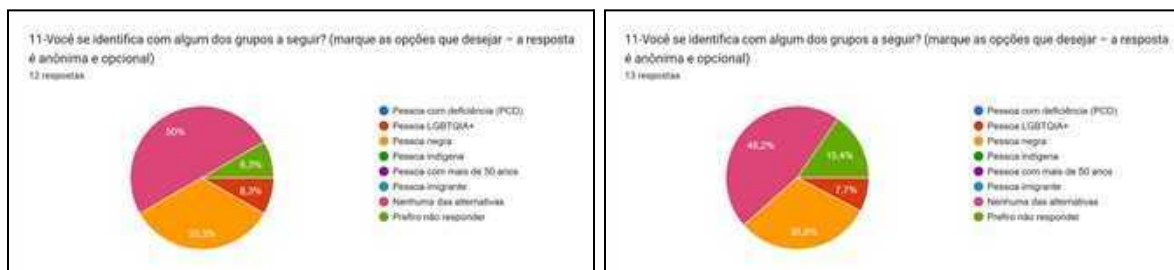 11-Você se identifica com algum dos grupos a seguir? (marque as opções que desejar – a resposta
é anônima e opcional)
12 respostas
Pessoa com deficiência (PCD)
Pessoa LGBTQIA+
Pessoa negra
Pessoa indígena
Pessoa com mais de 50 anos
Pessoa imigrante
Nenhuma das alternativas
Prefiro não responder
50%
8,3%
8,3%
33,3%
11-Você se identifica com algum dos grupos a seguir? (marque as opções que desejar – a resposta
é anônima e opcional)
13 respostas
Pessoa com deficiência (PCD)
Pessoa LGBTQIA+
Pessoa negra
Pessoa indígena
Pessoa com mais de 50 anos
Pessoa imigrante
Nenhuma das alternativas
Prefiro não responder
15,4%
7,7%